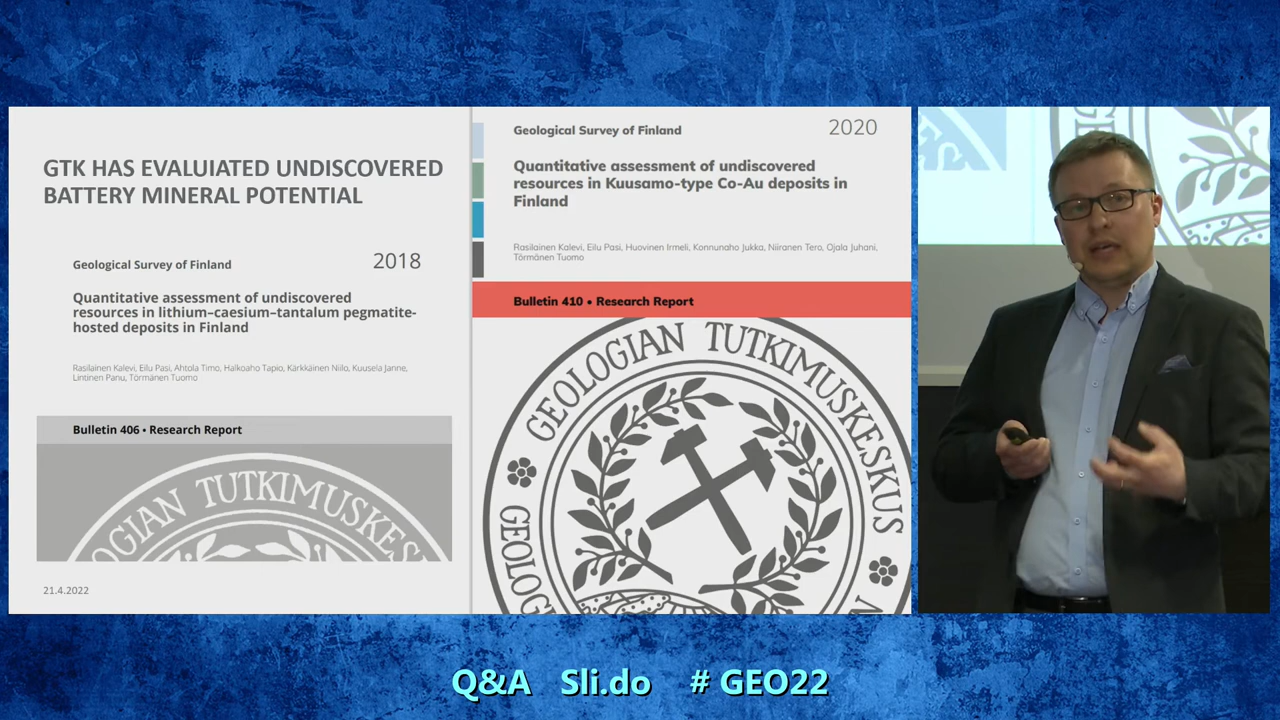 GTK HAS EVALUIATED UNDISCOVERED
BATTERY MINERAL POTENTIAL
Geological Survey of Finland
2018
Quantitative assessment of undiscovered
resources in lithium–caesium–tantalum pegmatite-
hosted deposits in Finland
Rasilainen Kalevi, Eilu Pasi, Ahtola Timo, Halkoaho Tapio, Kärkkäinen Niilo, Kuusela Janne,
Lintinen Panu, Törmänen Tuomo
Bulletin 406 • Research Report
OGIAN TUTKIMUSKES
21.4.2022
Geological Survey of Finland
2020
Quantitative assessment of undiscovered
resources in Kuusamo-type Co-Au deposits in
Finland
Rasilainen Kalevi, Eilu Pasi, Huovinen Irmeli, Konnunaho Jukka, Niiranen Tero, Ojala Juhani,
Törmänen Tuomo
Bulletin 410 • Research Report
GEOLOGIAN TUTKIMUSKESKUS
GEOLOG
Q&A Sli.do # GEO22